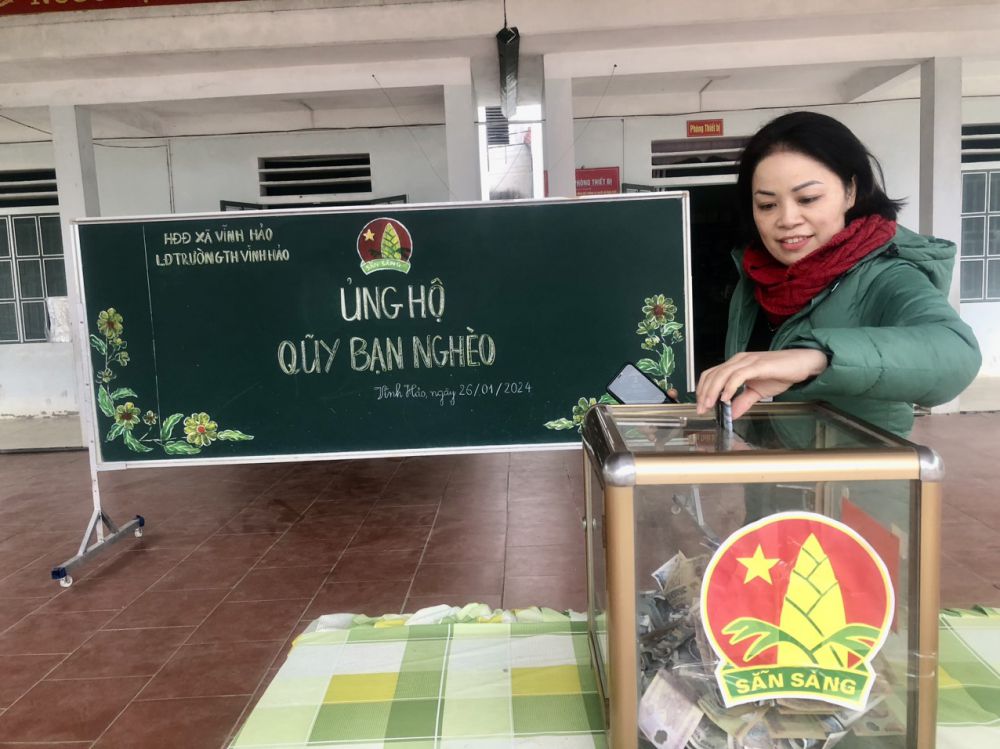 Phòng Thiết bị
PHÒNG THIẾT BỊ
HĐĐ XÃ VĨNH HẢO
LĐ TRƯỜNG TH VĨNH HẢO
SẴN SÀNG
ỦNG HỘ
QŨY BẠN NGHÈO
Vĩnh Hảo, ngày 26/01/2024
SẴN SÀNG